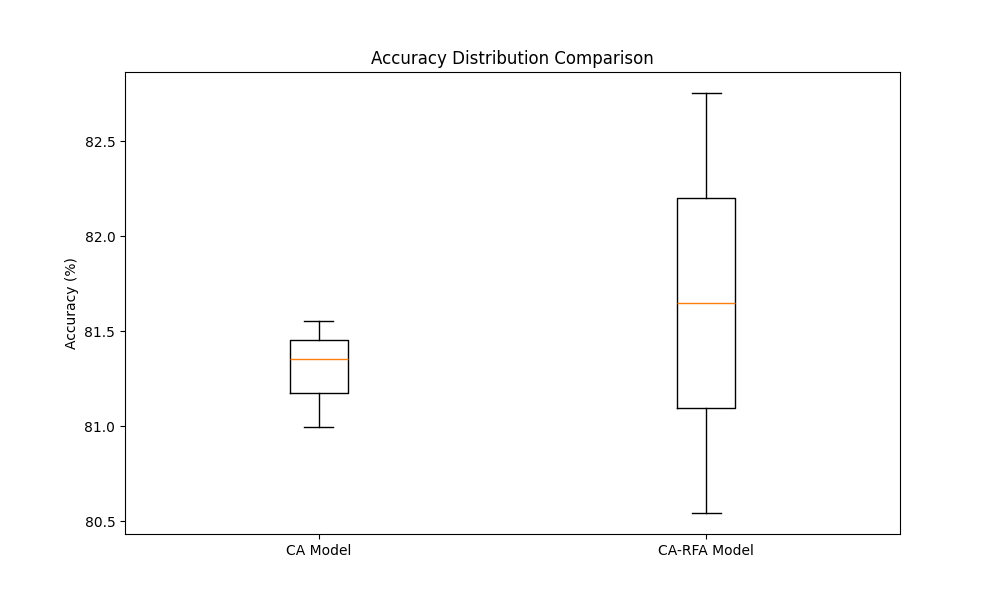 Accuracy Distribution Comparison
Accuracy (%)
82.5
82.0
81.5
81.0
80.5
CA Model
CA-RFA Model